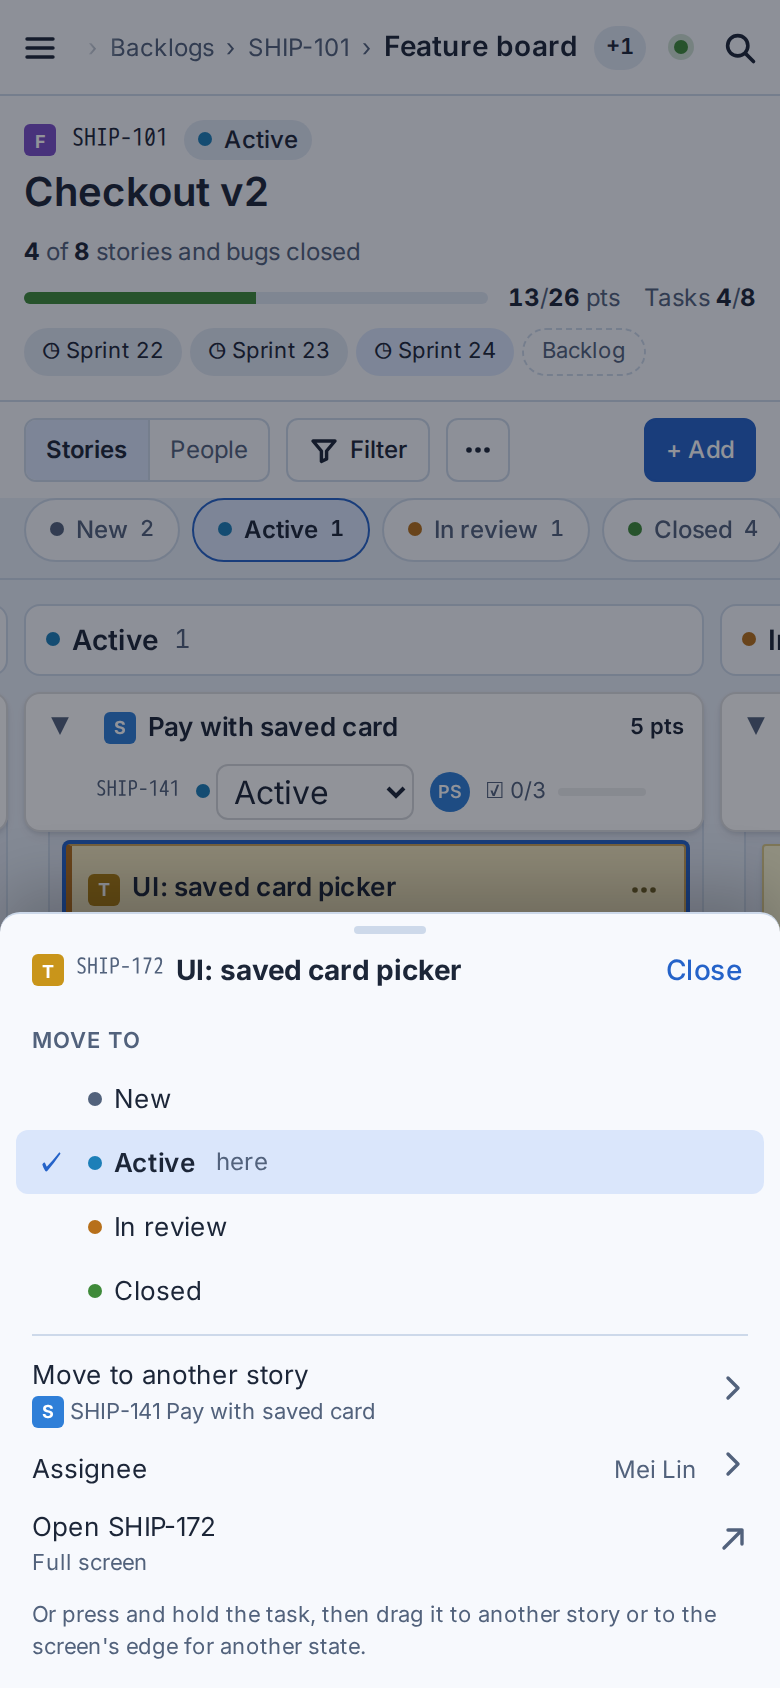 › Backlogs › SHIP-101 › Feature board +1
F SHIP-101 Active
Checkout v2
4 of 8 stories and bugs closed
13/26 pts Tasks 4/8
Sprint 22 Sprint 23 Sprint 24 Backlog
Stories People Filter ••• + Add
New 2 Active 1 In review 1 Closed 4
Active 1
▼ S Pay with saved card 5 pts
SHIP-141 Active PS ☑ 0/3
T UI: saved card picker •••
T SHIP-172 UI: saved card picker Close
MOVE TO
New
✓ Active here
In review
Closed
Move to another story
S SHIP-141 Pay with saved card
Assignee Mei Lin
Open SHIP-172
Full screen
Or press and hold the task, then drag it to another story or to the
screen's edge for another state.